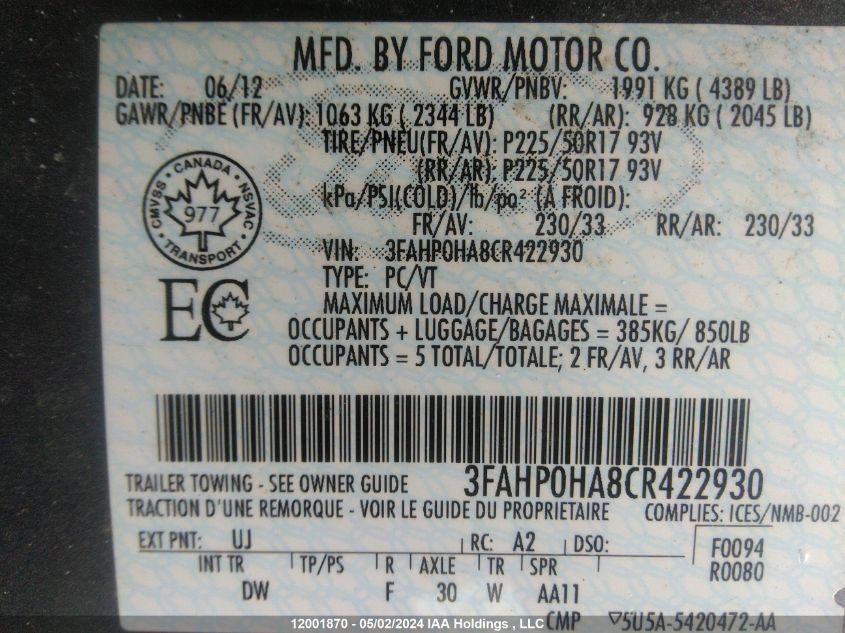 MFD. BY FORD MOTOR CO.
DATE: 06/12 GVWR/PNBV: 1991 KG ( 4389 LB)
GAWR/PNBE (FR/AV): 1063 KG ( 2344 LB) (RR/AR): 928 KG ( 2045 LB)
TIRE/PNEU(FR/AV): P225/50R17 93V
(RR/AR): P225/50R17 93V
kPa/PSI(COLD)/lb/po² (A FROID):
FR/AV: 230/33 RR/AR: 230/33
CMVSS · CANADA · NSVAC
977
TRANSPORT
VIN: 3FAHP0HA8CR422930
TYPE: PC/VT
EC
MAXIMUM LOAD/CHARGE MAXIMALE =
OCCUPANTS + LUGGAGE/BAGAGES = 385KG/ 850LB
OCCUPANTS = 5 TOTAL/TOTALE; 2 FR/AV, 3 RR/AR
TRAILER TOWING - SEE OWNER GUIDE 3FAHP0HA8CR422930
TRACTION D'UNE REMORQUE - VOIR LE GUIDE DU PROPRIETAIRE COMPLIES: ICES/NMB-002
EXT PNT: UJ RC: A2 DSO: F0094
INT TR TP/PS R AXLE TR SPR R0080
DW F 30 W AA11
CMP ▽5U5A-5420472-AA
12001870 - 05/02/2024 IAA Holdings , LLC